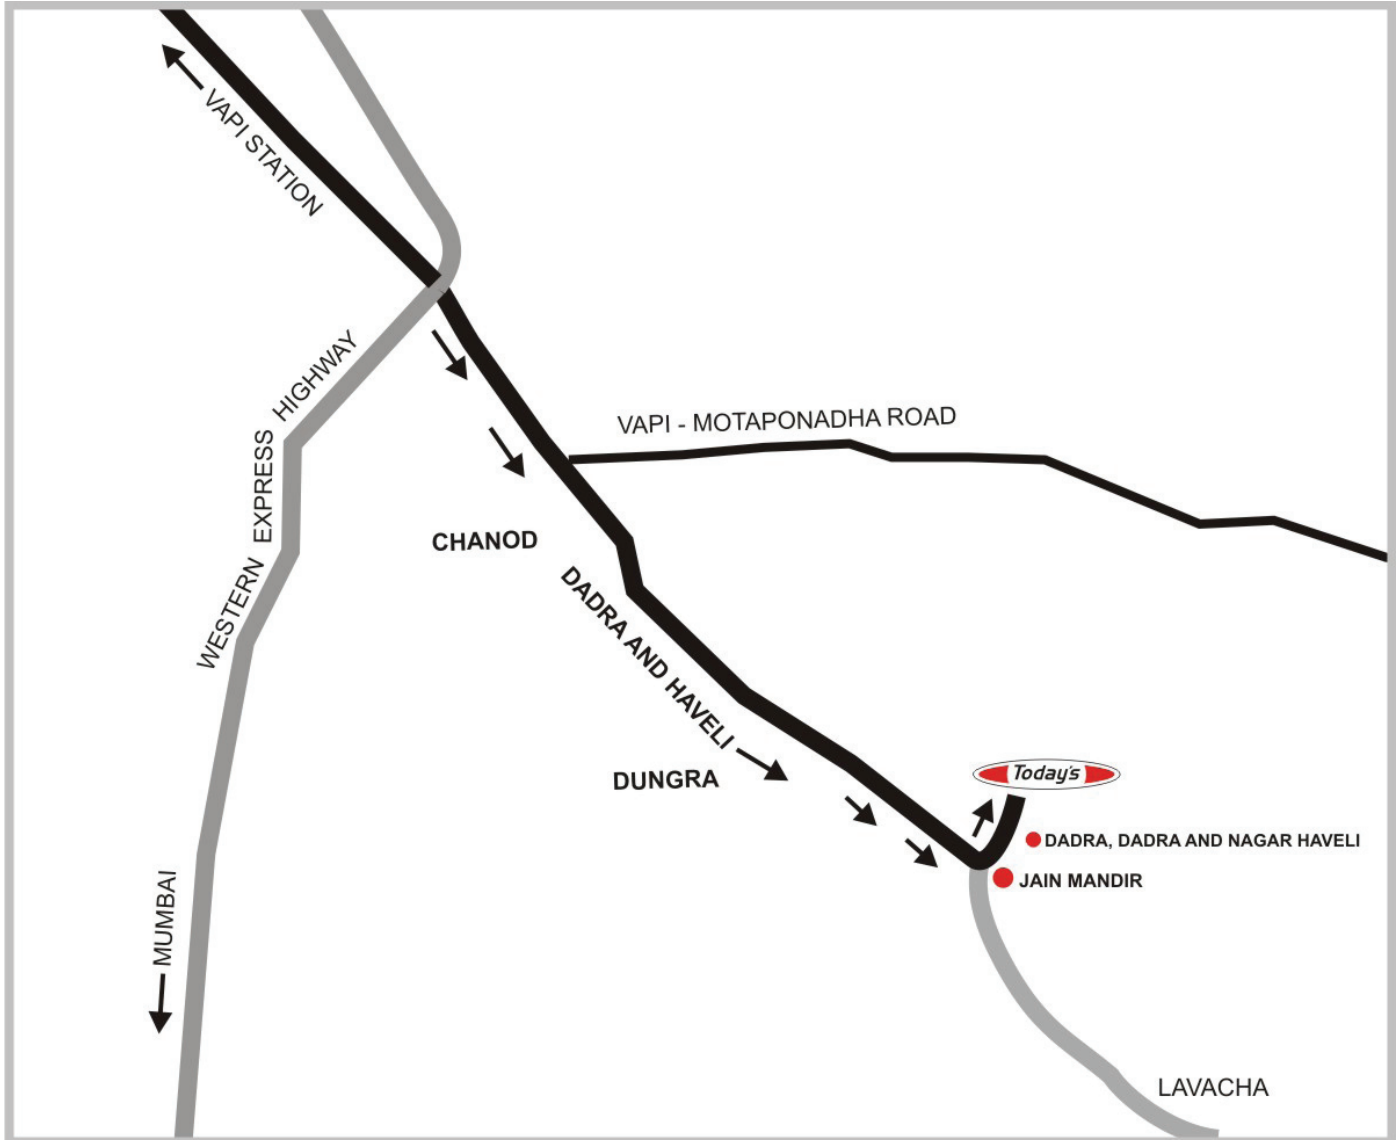 VAPI STATION
WESTERN EXPRESS HIGHWAY
VAPI - MOTAPONADHA ROAD
CHANOD
DADRA AND HAVELI
DUNGRA
Today's
DADRA, DADRA AND NAGAR HAVELI
JAIN MANDIR
MUMBAI
LAVACHA